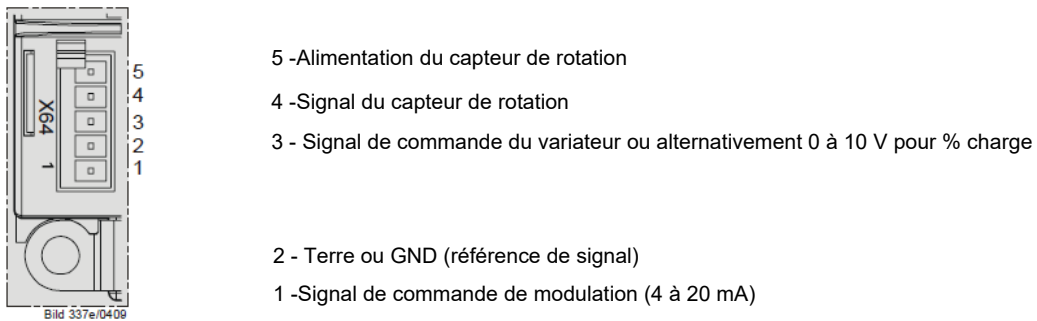 5 -Alimentation du capteur de rotation
4 -Signal du capteur de rotation
3 - Signal de commande du variateur ou alternativement 0 à 10 V pour % charge
2 - Terre ou GND (référence de signal)
1 -Signal de commande de modulation (4 à 20 mA)
5
4
3
2
1
X64
1
Bild 337e/0409